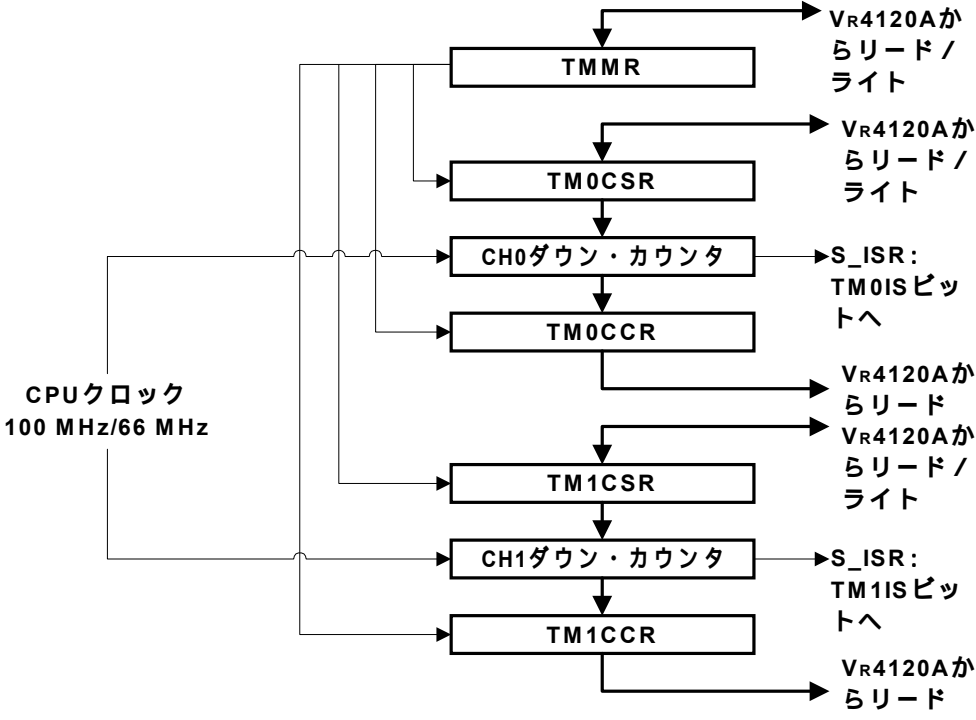 VR4120Aか
らリード／
ライト
TMMR
VR4120Aか
らリード／
ライト
TM0CSR
CH0ダウン・カウンタ
S_ISR：
TM0ISビッ
トへ
TM0CCR
VR4120Aか
らリード
CPUクロック
100 MHz/66 MHz
VR4120Aか
らリード／
ライト
TM1CSR
CH1ダウン・カウンタ
S_ISR：
TM1ISビッ
トへ
TM1CCR
VR4120Aか
らリード